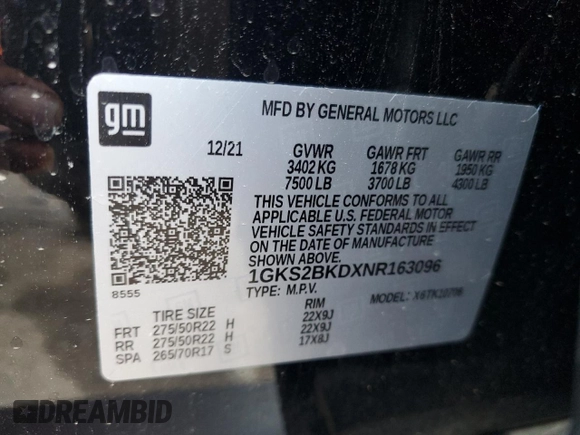 gm
MFD BY GENERAL MOTORS LLC
12/21 GVWR GAWR FRT GAWR RR
3402 KG 1678 KG 1950 KG
7500 LB 3700 LB 4300 LB
THIS VEHICLE CONFORMS TO ALL
APPLICABLE U.S. FEDERAL MOTOR
VEHICLE SAFETY STANDARDS IN EFFECT
ON THE DATE OF MANUFACTURE
SHOWN ABOVE.
1GKS2BKDXNR163096
8555
TYPE: M.P.V. MODEL:
TIRE SIZE RIM
FRT 275/50R22 H 22X9J
RR 275/50R22 H 22X9J
SPA 265/70R17 S 17X8J
DREAMBID